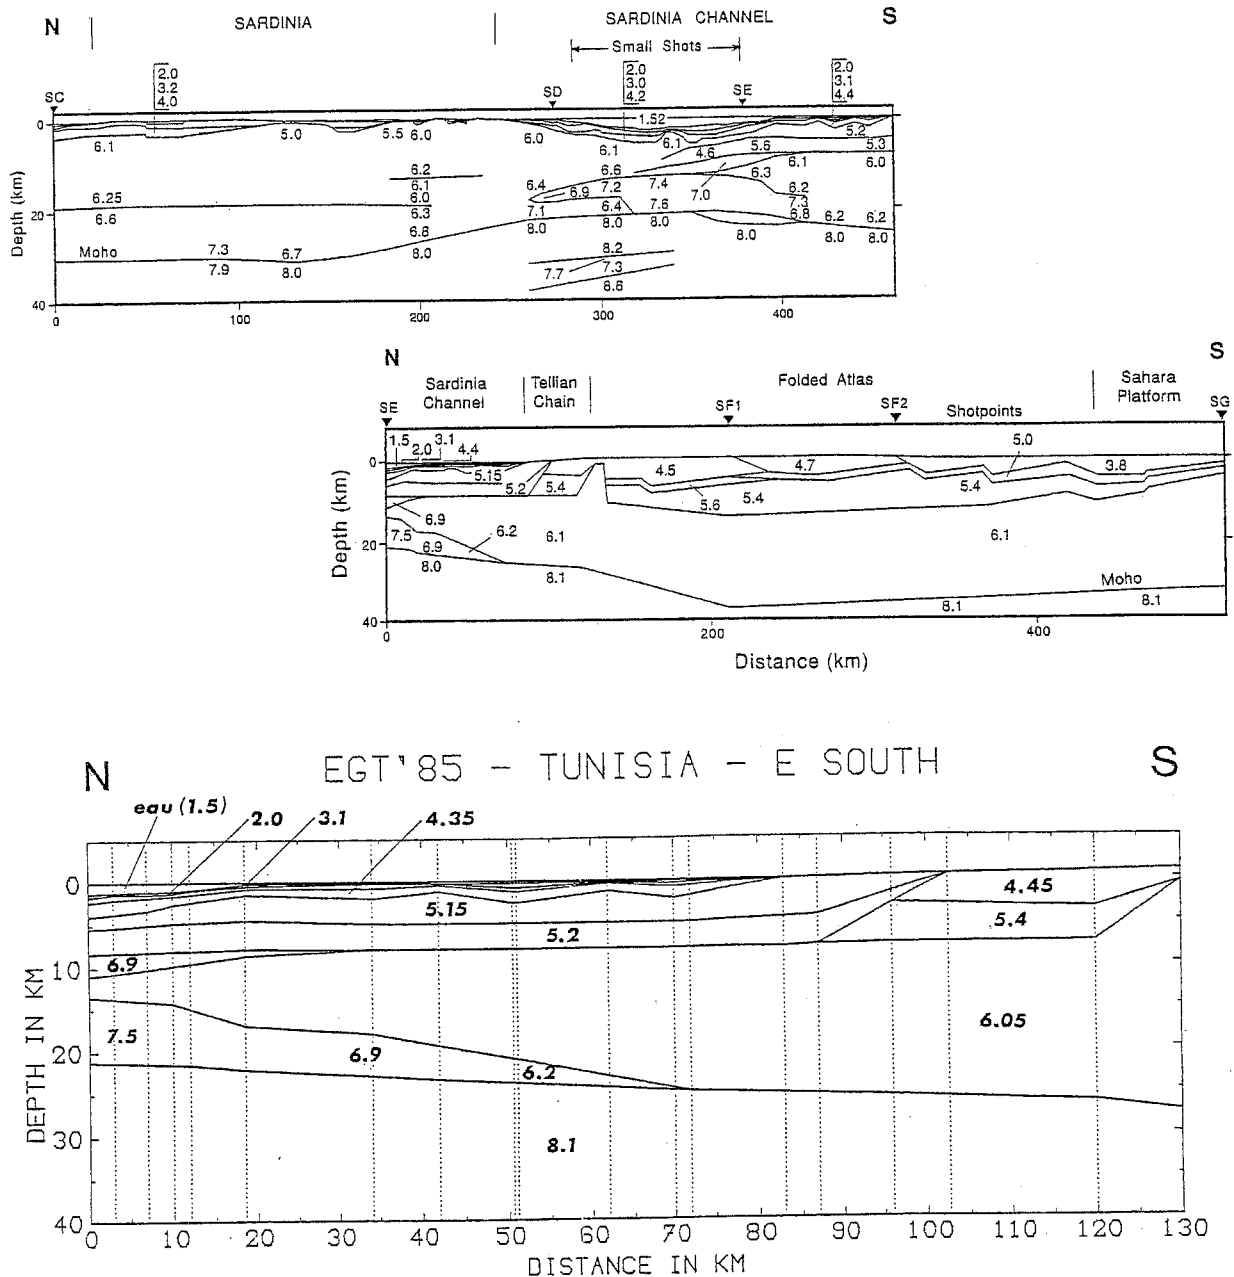 N SARDINIA SARDINIA CHANNEL S
Small Shots
2.0 2.0 2.0
3.2 3.0 3.1
4.0 4.2 4.4
SC SD SE
1.52
0 6.1 5.0 5.5 6.0 6.0 6.1 6.1 4.6 5.6 5.2 5.3
6.2 6.6 7.0 6.1 6.0
6.1 6.4 6.9 7.2 7.4 6.3 6.2
6.25 6.0 7.3
20 6.6 6.3 7.1 6.4 7.6 6.8 6.2 6.2
6.8 8.0 8.0 8.0 8.0 8.0 8.0
Moho 7.3 6.7 8.0 8.2
7.9 8.0 7.7 7.3
8.6
40
Depth (km)
0 100 200 300 400
N S
Sardinia Channel Tellian Chain Folded Atlas Sahara Platform
SE SF1 SF2 Shotpoints SG
1.5 2.0 3.1 4.4 5.0
0 5.15 5.2 5.4 4.5 4.7 5.4 3.8
5.6 5.4
6.9
7.5 6.2 6.1 6.1
20 6.9
8.0 8.1 Moho
8.1 8.1
40
Depth (km)
0 200 400
Distance (km)
N EGT'85 - TUNISIA - E SOUTH S
eau (1.5) 2.0 3.1 4.35
0 4.45
5.15 5.4
5.2
6.9
10
6.05
7.5
6.9
20 6.2
30 8.1
40
DEPTH IN KM
0 10 20 30 40 50 60 70 80 90 100 110 120 130
DISTANCE IN KM